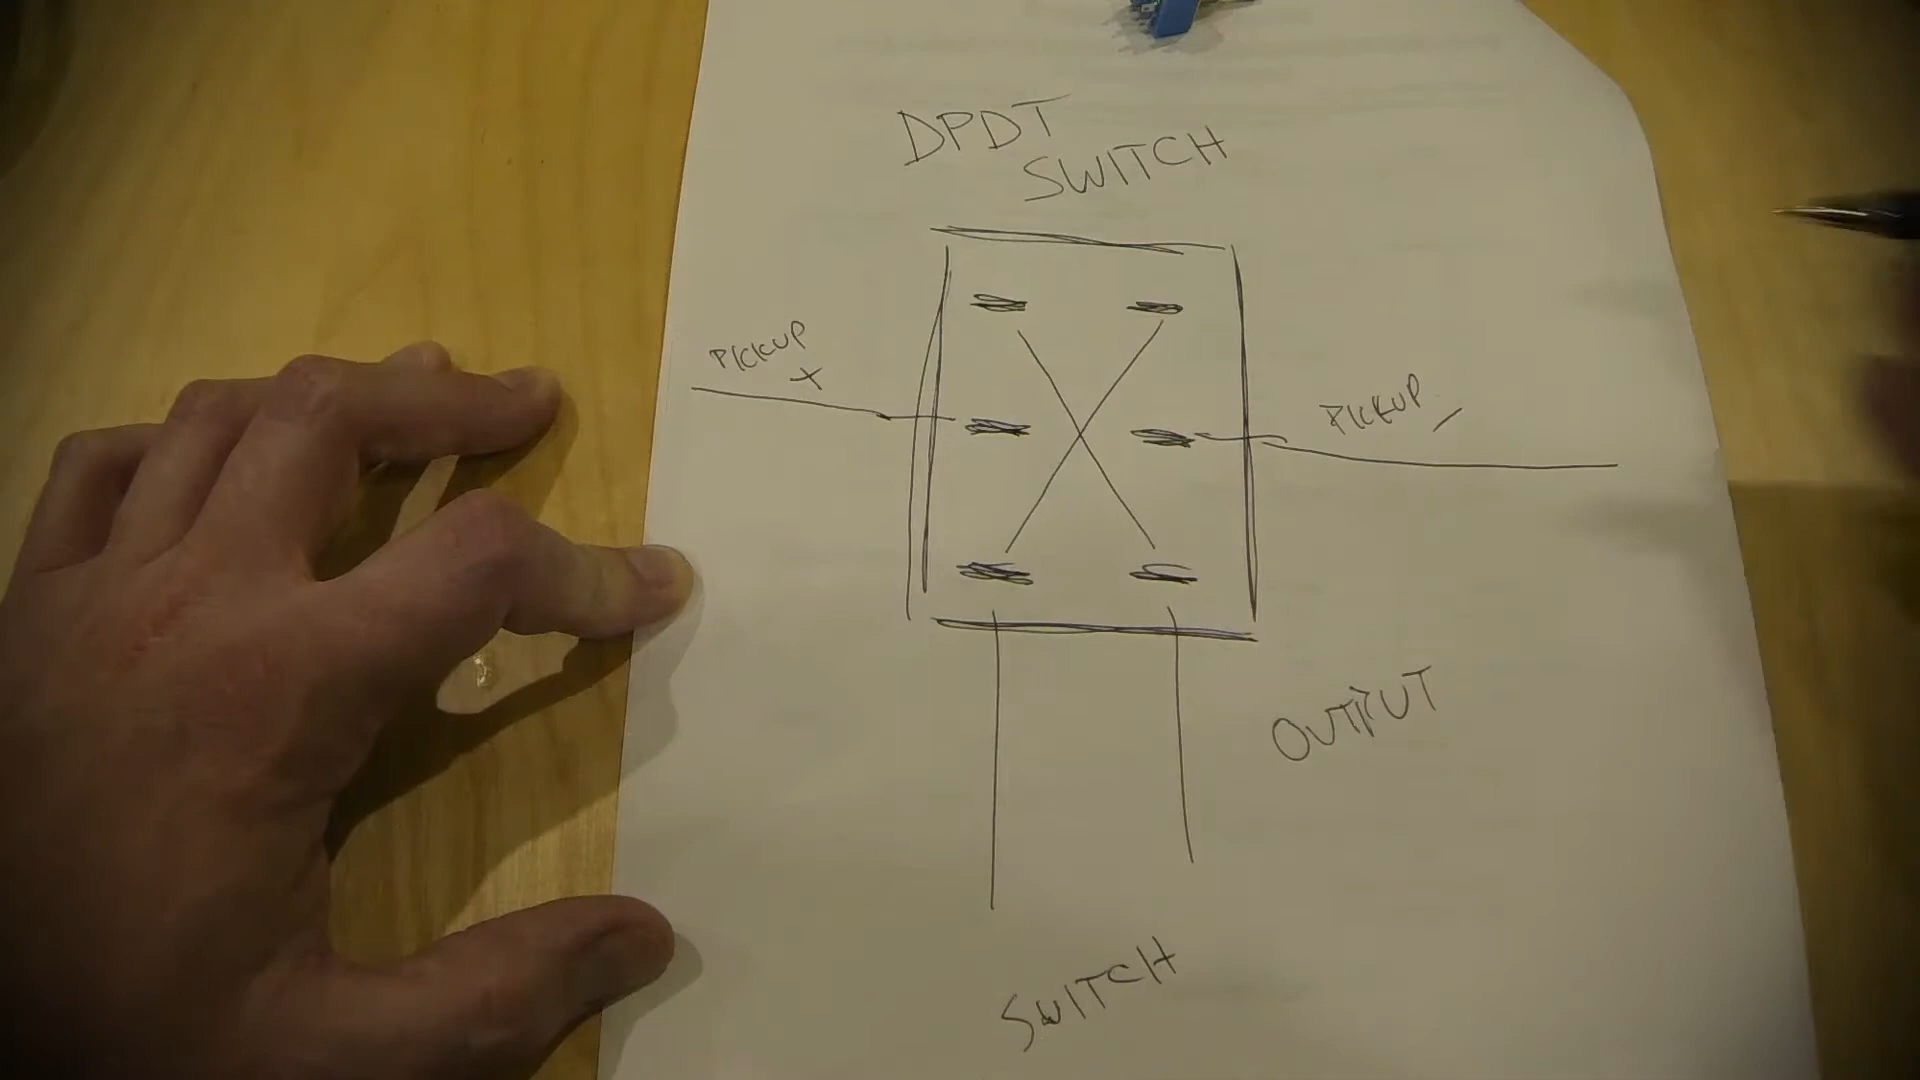 DPDT
SWITCH
PICKUP
+
PICKUP
-
OUTPUT
SWITCH